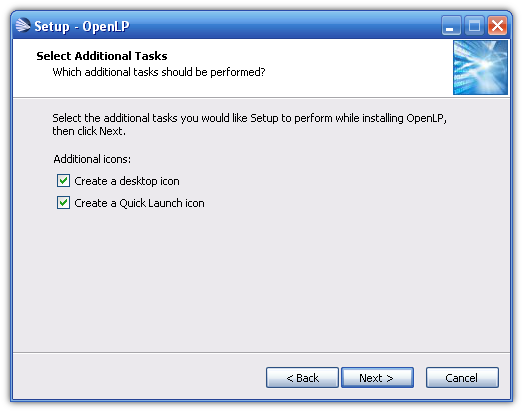 Setup - OpenLP
Select Additional Tasks
Which additional tasks should be performed?
Select the additional tasks you would like Setup to perform while installing OpenLP,
then click Next.
Additional icons:
Create a desktop icon
Create a Quick Launch icon
< Back
Next >
Cancel